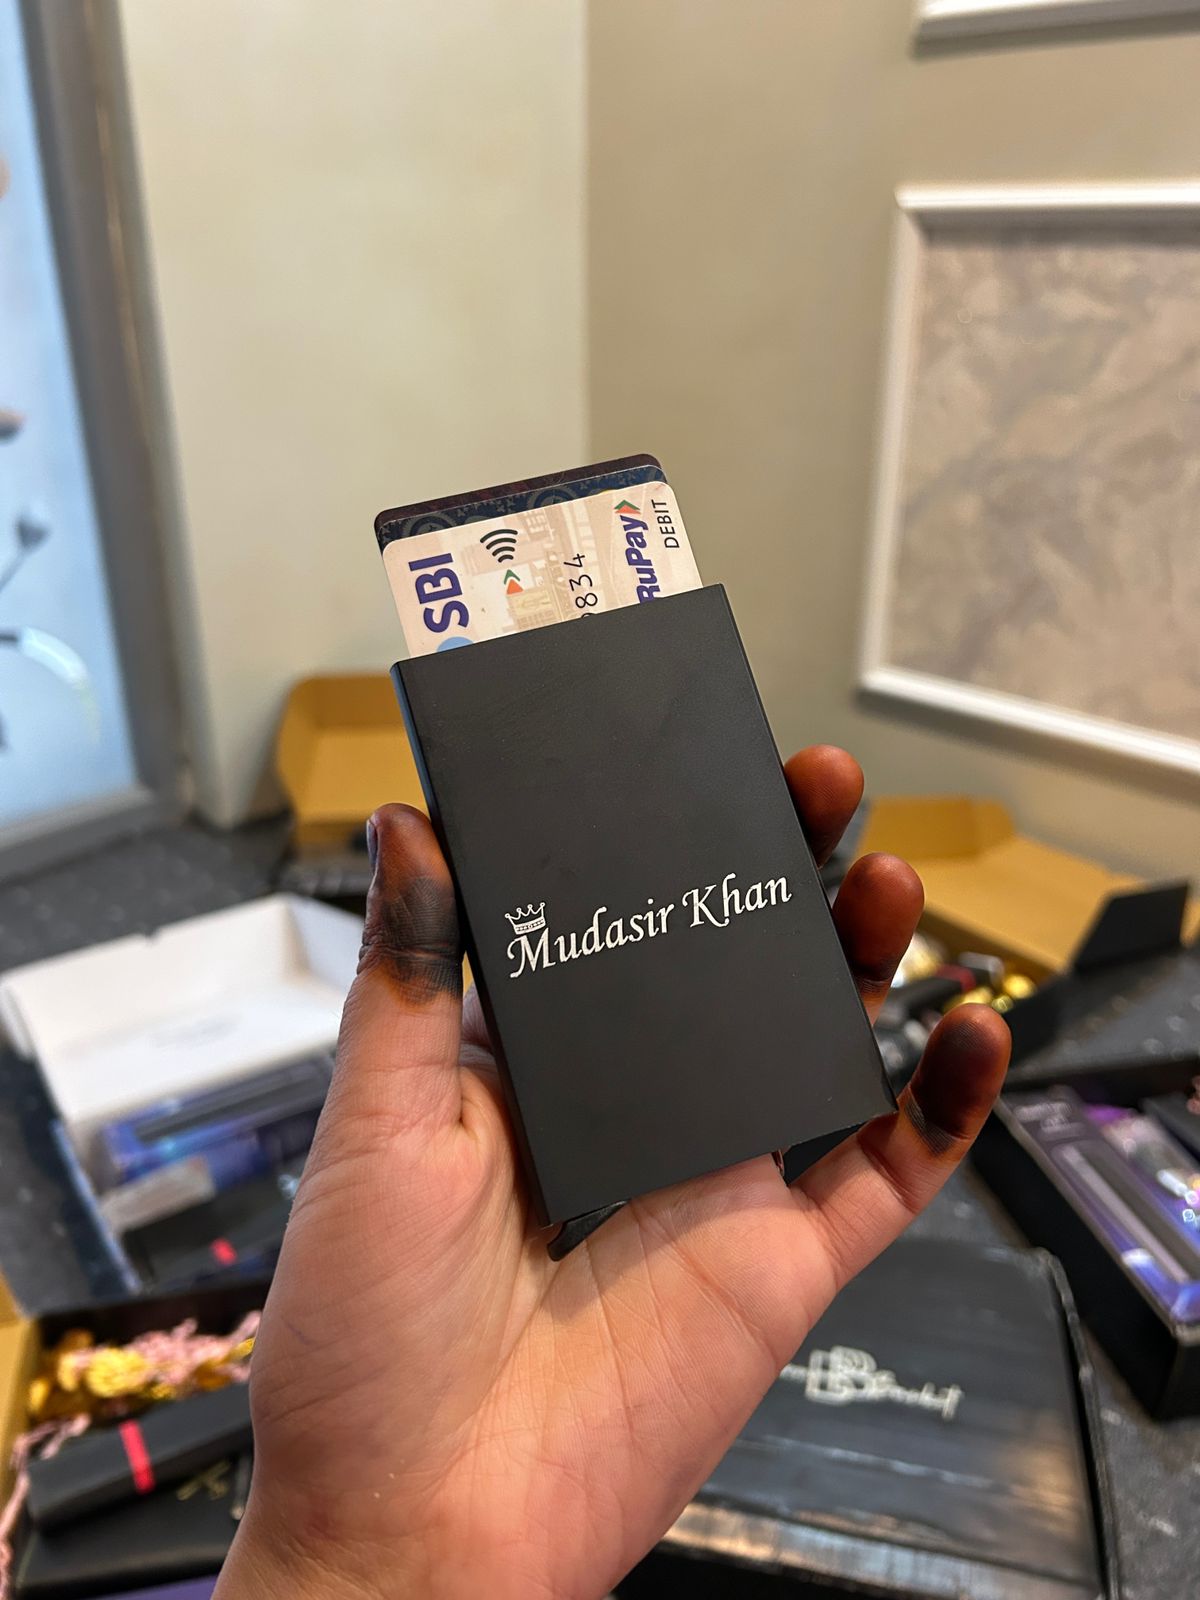 SBI
834
RuPay
DEBIT
Mudasir Khan